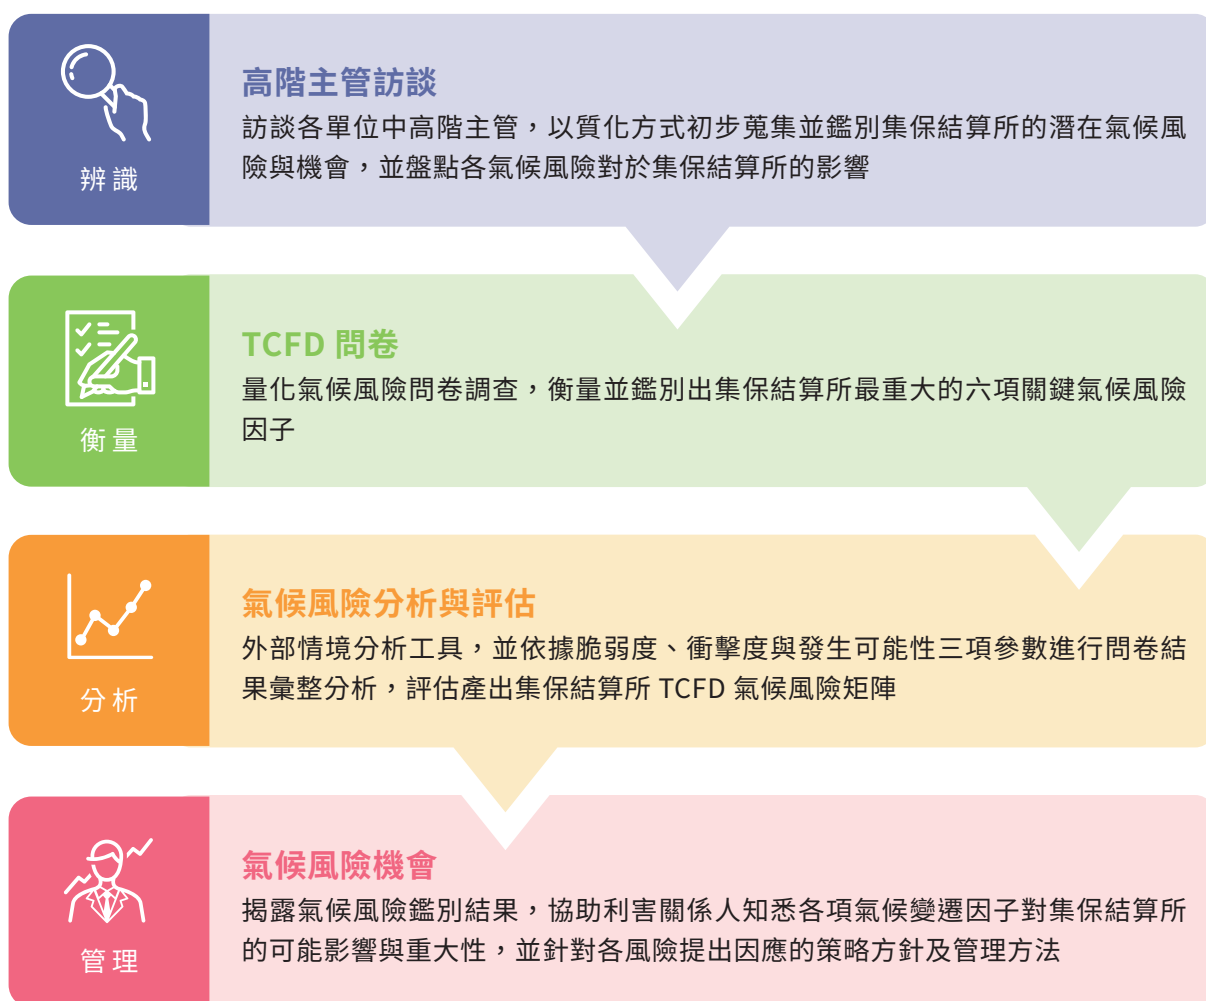 辨識
高階主管訪談
訪談各單位中高階主管，以質化方式初步蒐集並鑑別集保結算所的潛在氣候風
險與機會，並盤點各氣候風險對於集保結算所的影響
衡量
TCFD 問卷
量化氣候風險問卷調查，衡量並鑑別出集保結算所最重大的六項關鍵氣候風險
因子
分析
氣候風險分析與評估
外部情境分析工具，並依據脆弱度、衝擊度與發生可能性三項參數進行問卷結
果彙整分析，評估產出集保結算所 TCFD 氣候風險矩陣
管理
氣候風險機會
揭露氣候風險鑑別結果，協助利害關係人知悉各項氣候變遷因子對集保結算所
的可能影響與重大性，並針對各風險提出因應的策略方針及管理方法